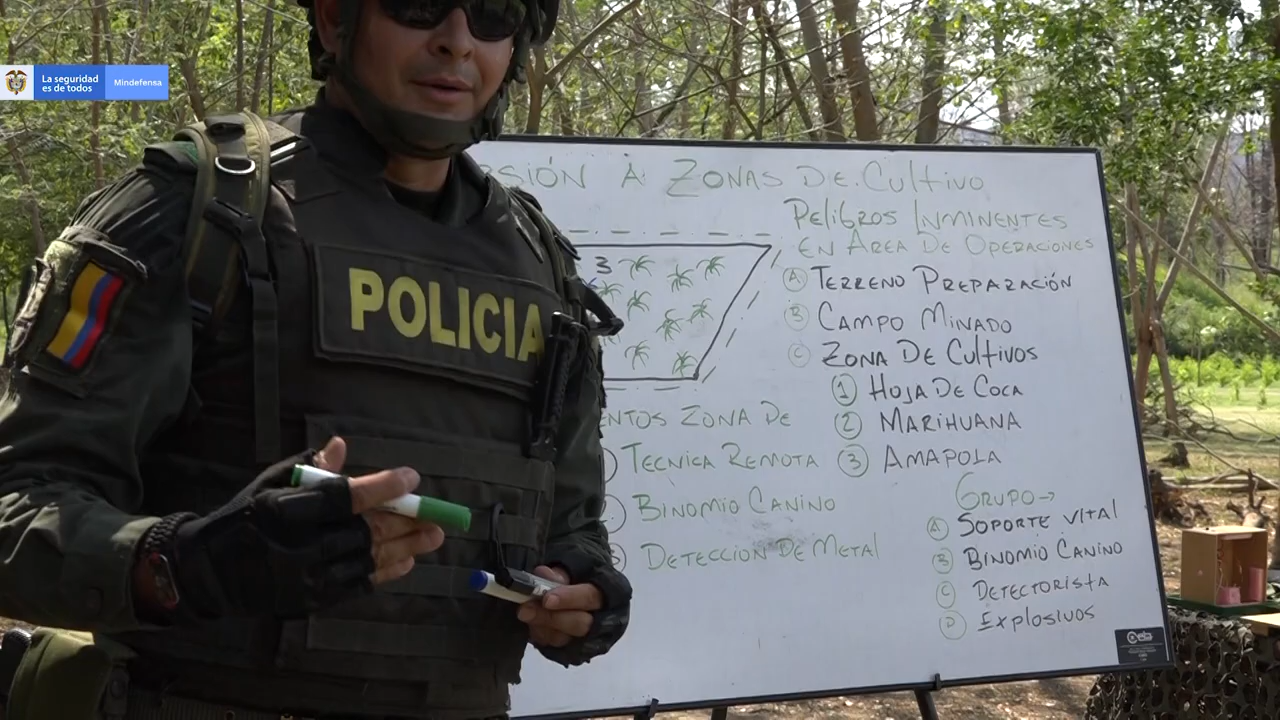 La seguridad
es de todos
Mindefensa
POLICIA
SIÓN A ZONAS DE CULTIVO
3
PELIGROS INMINENTES
EN AREA DE OPERACIONES
A TERRENO PREPARACIÓN
B CAMPO MINADO
C ZONA DE CULTIVOS
1 HOJA DE COCA
2 MARIHUANA
3 AMAPOLA
ENTOS ZONA DE
TECNICA REMOTA
BINOMIO CANINO
DETECCION DE METAL
GRUPO→
A SOPORTE VITAL
B BINOMIO CANINO
C DETECTORISTA
D EXPLOSIVOS